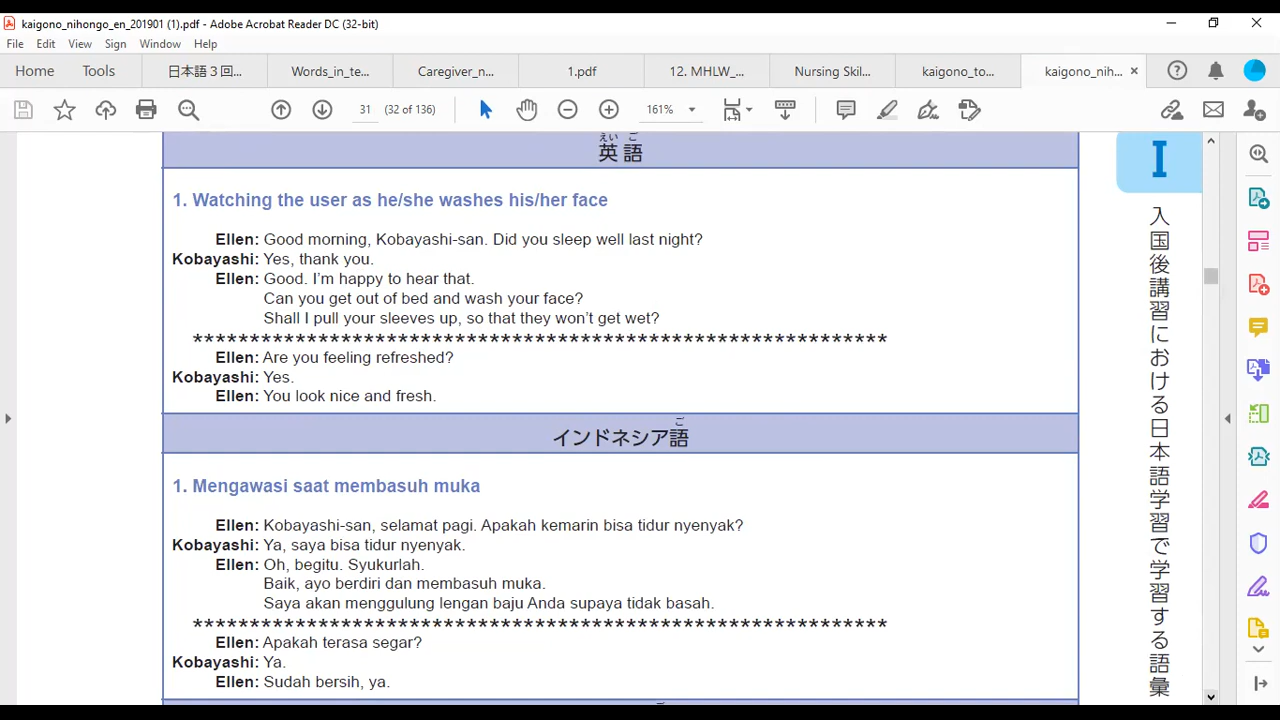 kaigono_nihongo_en_201901 (1).pdf - Adobe Acrobat Reader DC (32-bit)
File Edit View Sign Window Help
Home Tools 日本語３回... Words_in_te... Caregiver_n... 1.pdf 12. MHLW_... Nursing Skil... kaigono_to... kaigono_nih...
31 (32 of 136) 161%
えい ご
英語
1. Watching the user as he/she washes his/her face
Ellen: Good morning, Kobayashi-san. Did you sleep well last night?
Kobayashi: Yes, thank you.
Ellen: Good. I’m happy to hear that.
Can you get out of bed and wash your face?
Shall I pull your sleeves up, so that they won’t get wet?
************************************************************
Ellen: Are you feeling refreshed?
Kobayashi: Yes.
Ellen: You look nice and fresh.
ご
インドネシア語
1. Mengawasi saat membasuh muka
Ellen: Kobayashi-san, selamat pagi. Apakah kemarin bisa tidur nyenyak?
Kobayashi: Ya, saya bisa tidur nyenyak.
Ellen: Oh, begitu. Syukurlah.
Baik, ayo berdiri dan membasuh muka.
Saya akan menggulung lengan baju Anda supaya tidak basah.
************************************************************
Ellen: Apakah terasa segar?
Kobayashi: Ya.
Ellen: Sudah bersih, ya.
I
入国後講習における日本語学習で学習する語彙